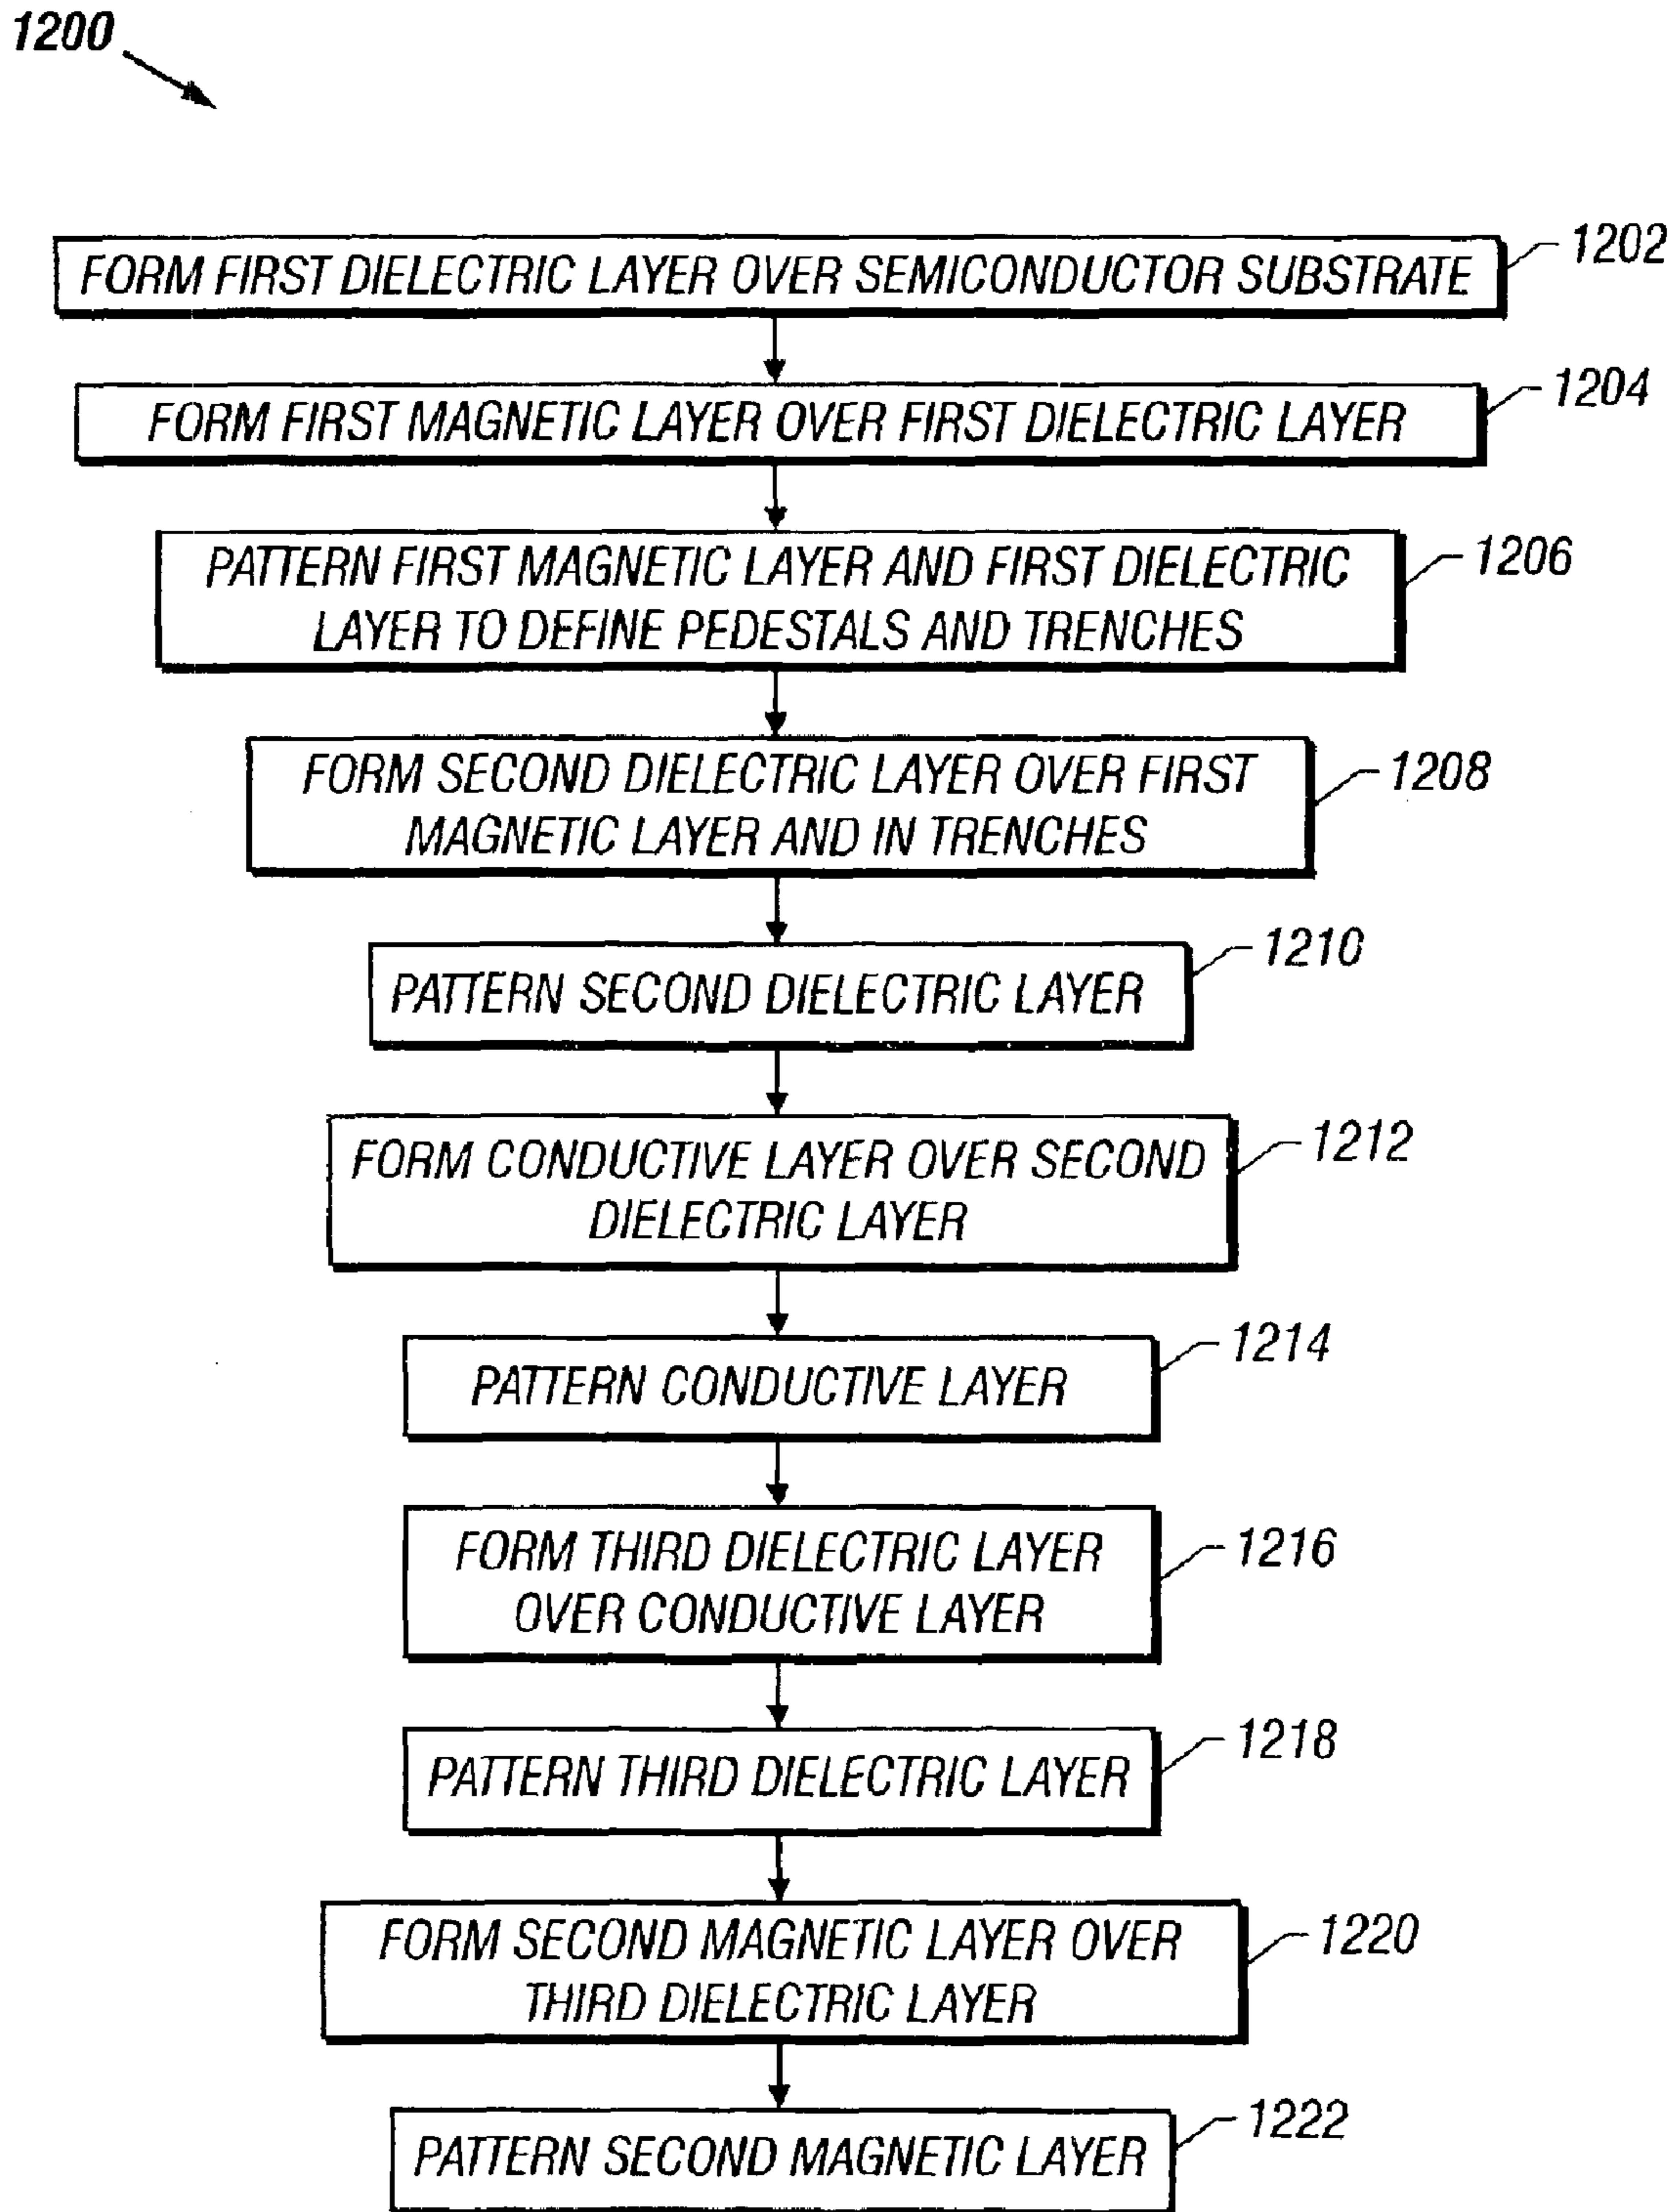 1200
FORM FIRST DIELECTRIC LAYER OVER SEMICONDUCTOR SUBSTRATE
1202
FORM FIRST MAGNETIC LAYER OVER FIRST DIELECTRIC LAYER
1204
PATTERN FIRST MAGNETIC LAYER AND FIRST DIELECTRIC
LAYER TO DEFINE PEDESTALS AND TRENCHES
1206
FORM SECOND DIELECTRIC LAYER OVER FIRST
MAGNETIC LAYER AND IN TRENCHES
1208
PATTERN SECOND DIELECTRIC LAYER
1210
FORM CONDUCTIVE LAYER OVER SECOND
DIELECTRIC LAYER
1212
PATTERN CONDUCTIVE LAYER
1214
FORM THIRD DIELECTRIC LAYER
OVER CONDUCTIVE LAYER
1216
PATTERN THIRD DIELECTRIC LAYER
1218
FORM SECOND MAGNETIC LAYER OVER
THIRD DIELECTRIC LAYER
1220
PATTERN SECOND MAGNETIC LAYER
1222